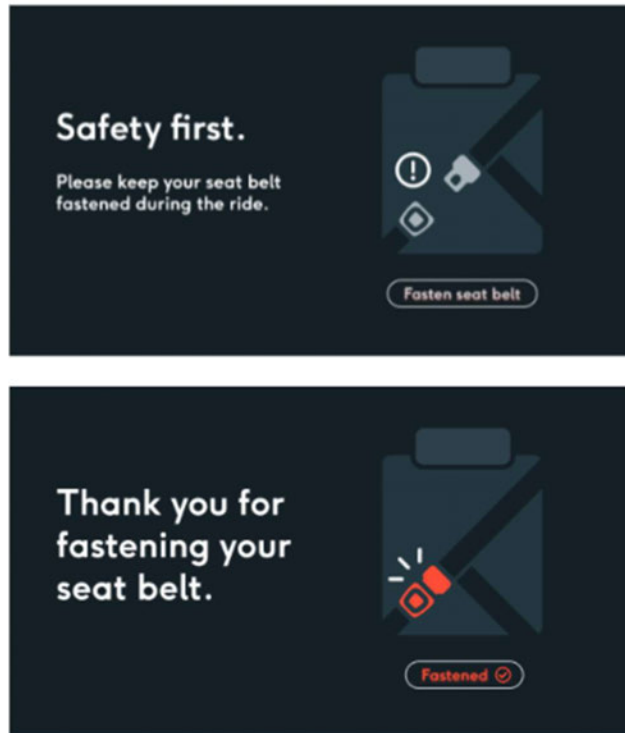 Safety first.
Please keep your seat belt
fastened during the ride.
Fasten seat belt
Thank you for
fastening your
seat belt.
Fastened